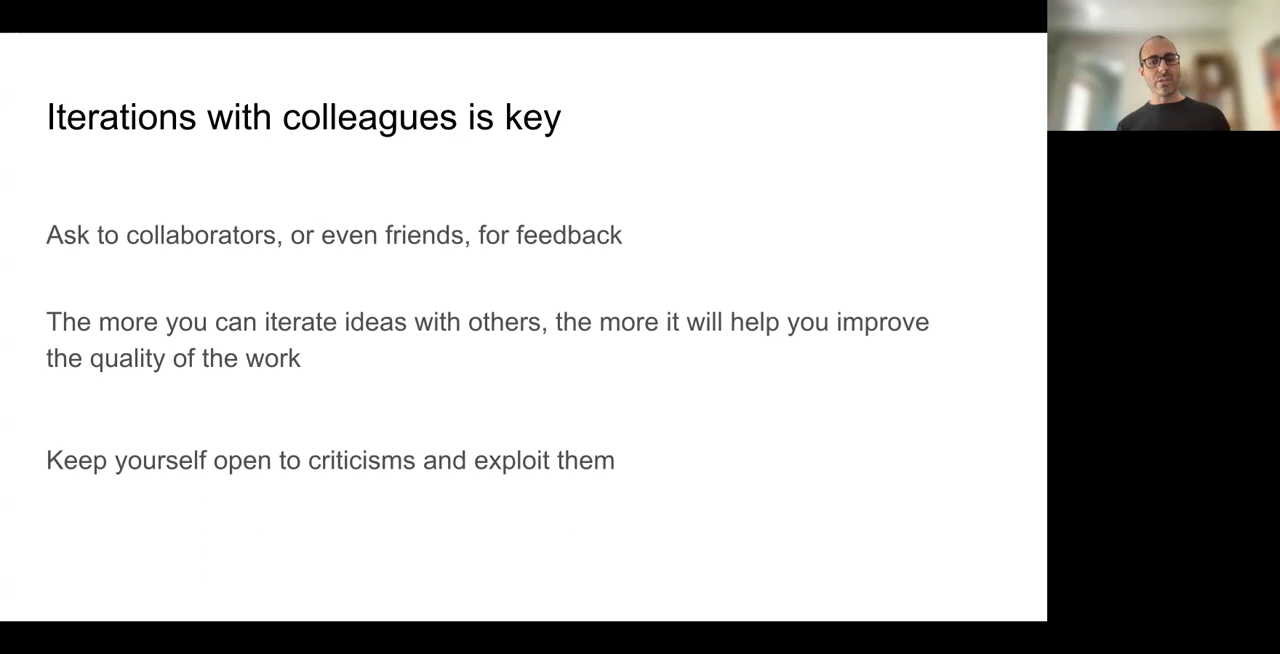 Iterations with colleagues is key
Ask to collaborators, or even friends, for feedback
The more you can iterate ideas with others, the more it will help you improve
the quality of the work
Keep yourself open to criticisms and exploit them